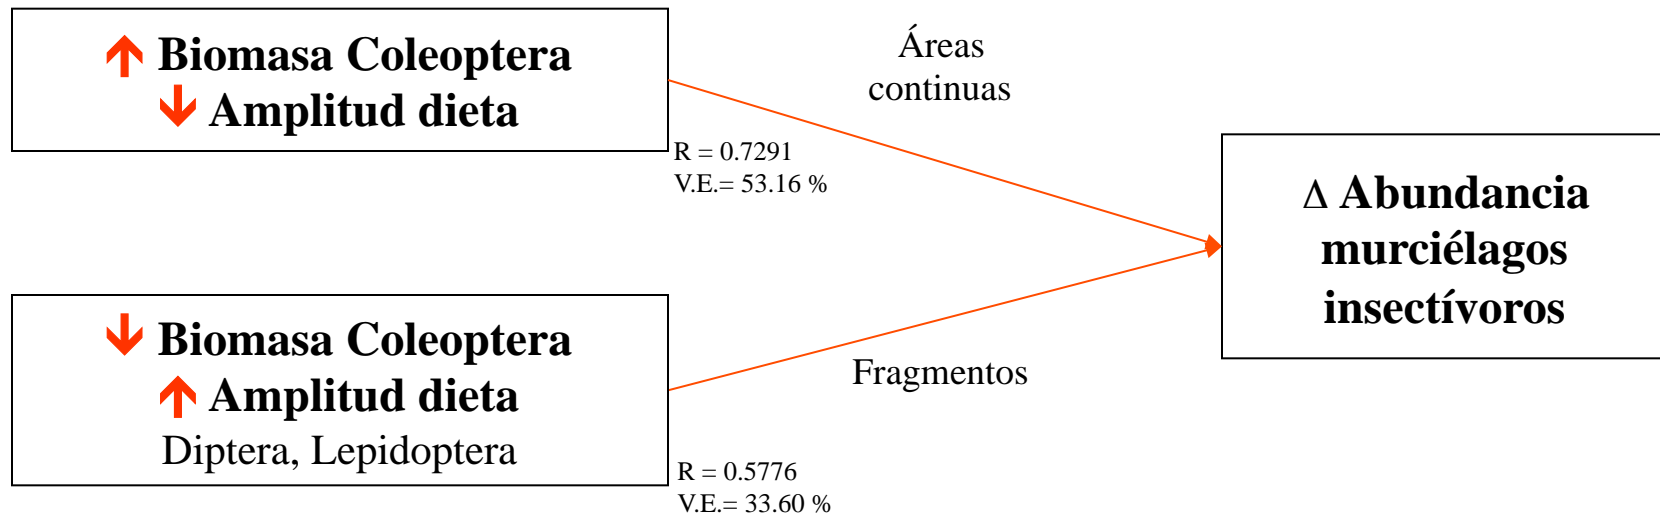 ↑ Biomasa Coleoptera
↓ Amplitud dieta
R = 0.7291
V.E.= 53.16 %
Áreas
continuas
Δ Abundancia
murciélagos
insectívoros
↓ Biomasa Coleoptera
↑ Amplitud dieta
Diptera, Lepidoptera
R = 0.5776
V.E.= 33.60 %
Fragmentos